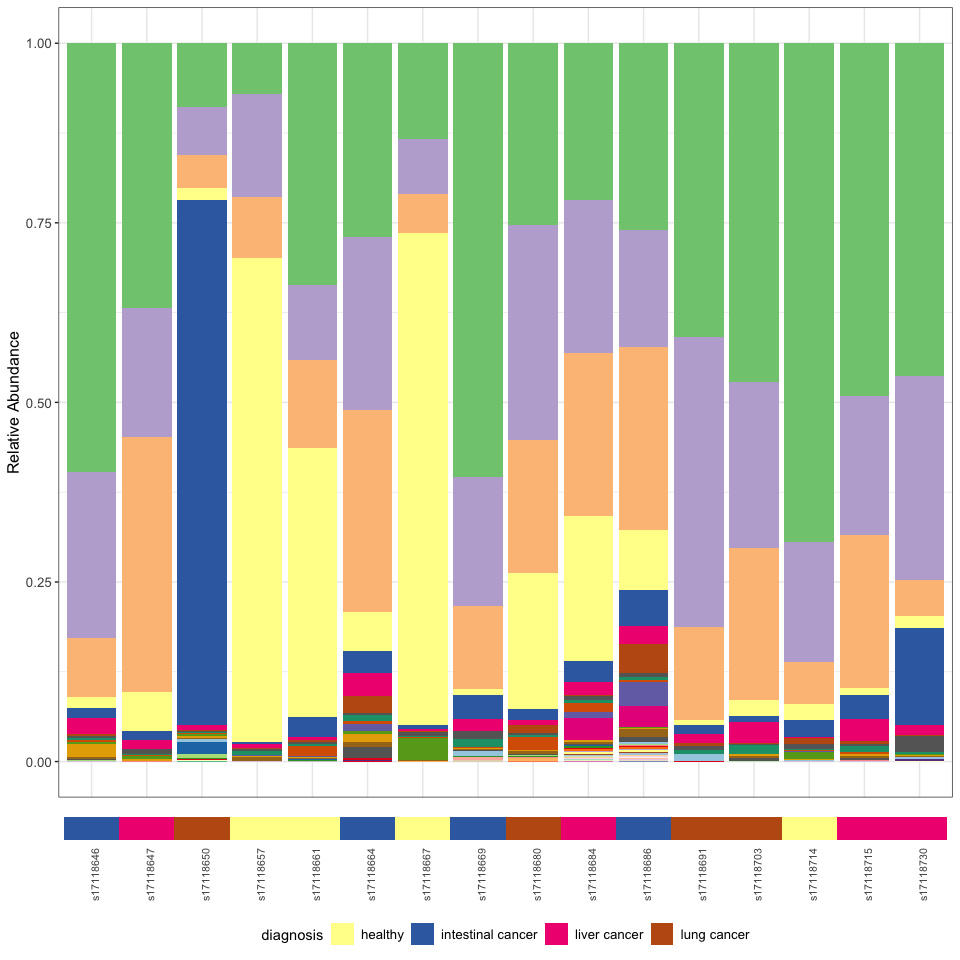 1.00
0.75
0.50
0.25
0.00
Relative Abundance
s17118646
s17118647
s17118650
s17118657
s17118661
s17118664
s17118667
s17118669
s17118680
s17118684
s17118686
s17118691
s17118703
s17118714
s17118715
s17118730
diagnosis healthy intestinal cancer liver cancer lung cancer